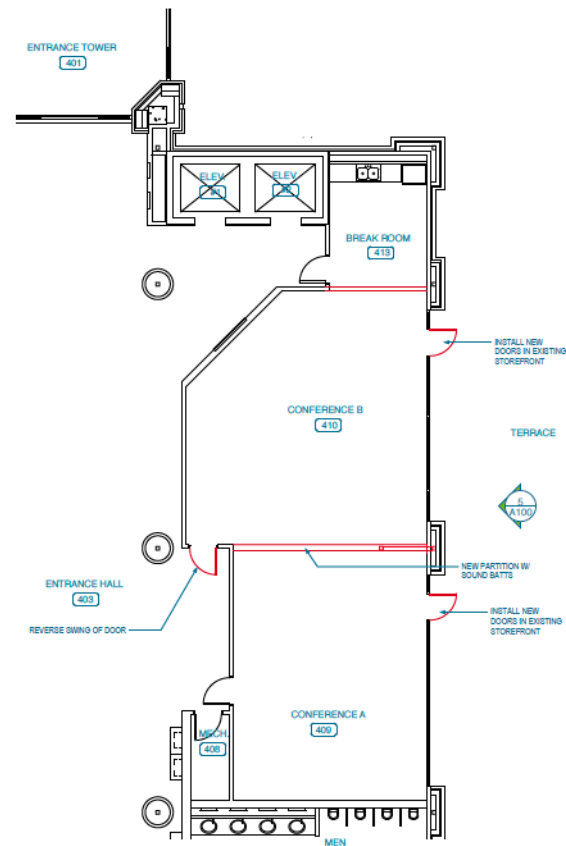 ENTRANCE TOWER
401
ELEV.
ELEV.
BREAK ROOM
413
INSTALL NEW
DOORS IN EXISTING
STOREFRONT
CONFERENCE B
410
TERRACE
5
A100
NEW PARTITION W/
SOUND BATTS
ENTRANCE HALL
403
REVERSE SWING OF DOOR
INSTALL NEW
DOORS IN EXISTING
STOREFRONT
CONFERENCE A
409
MECH.
408
MEN